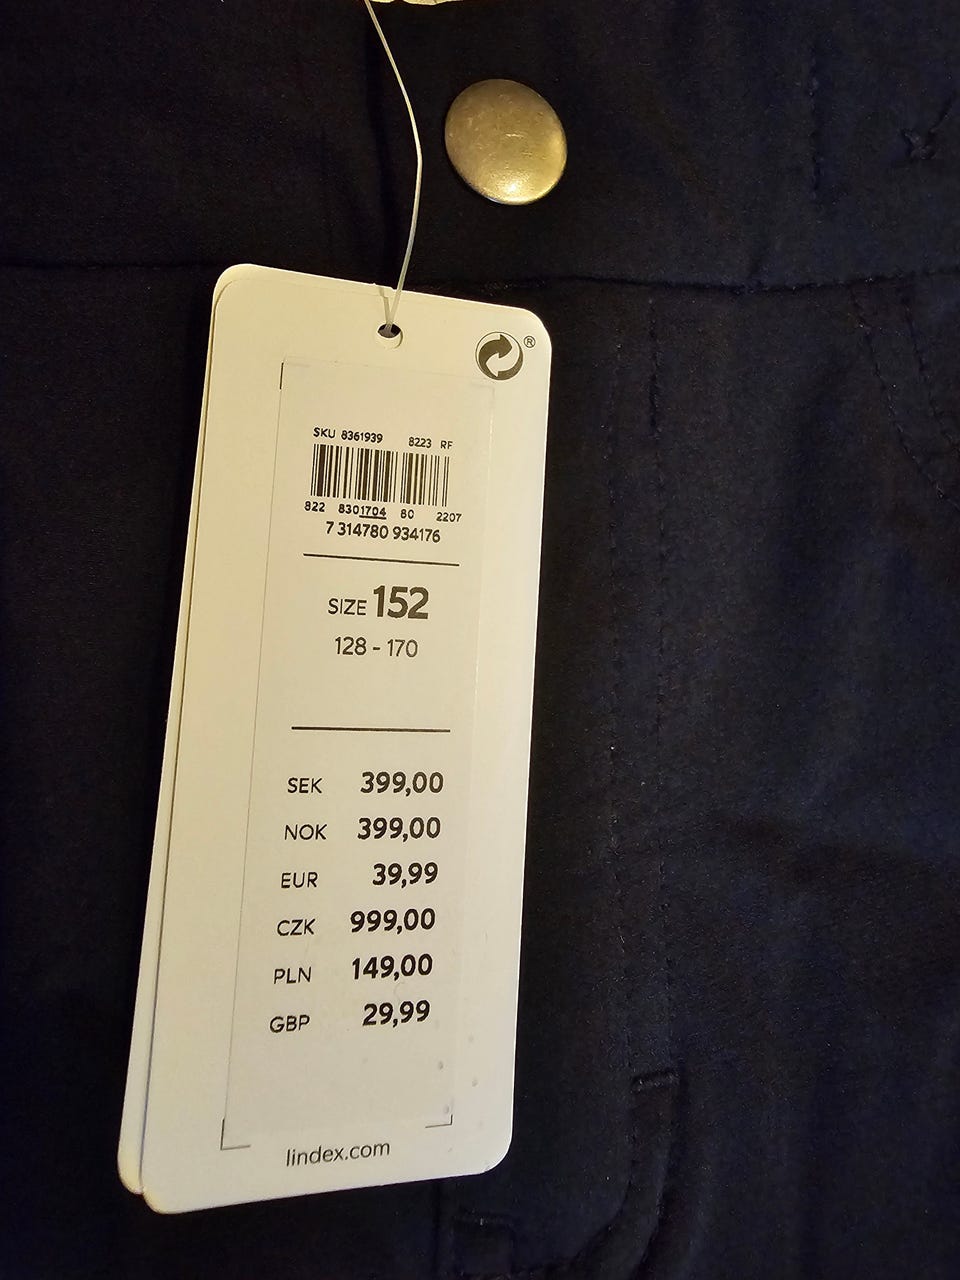 ®
SKU 8361939 8223 RF
822 8301704 80 2207
7 314780 934176
SIZE 152
128 - 170
SEK 399,00
NOK 399,00
EUR 39,99
CZK 999,00
PLN 149,00
GBP 29,99
lindex.com